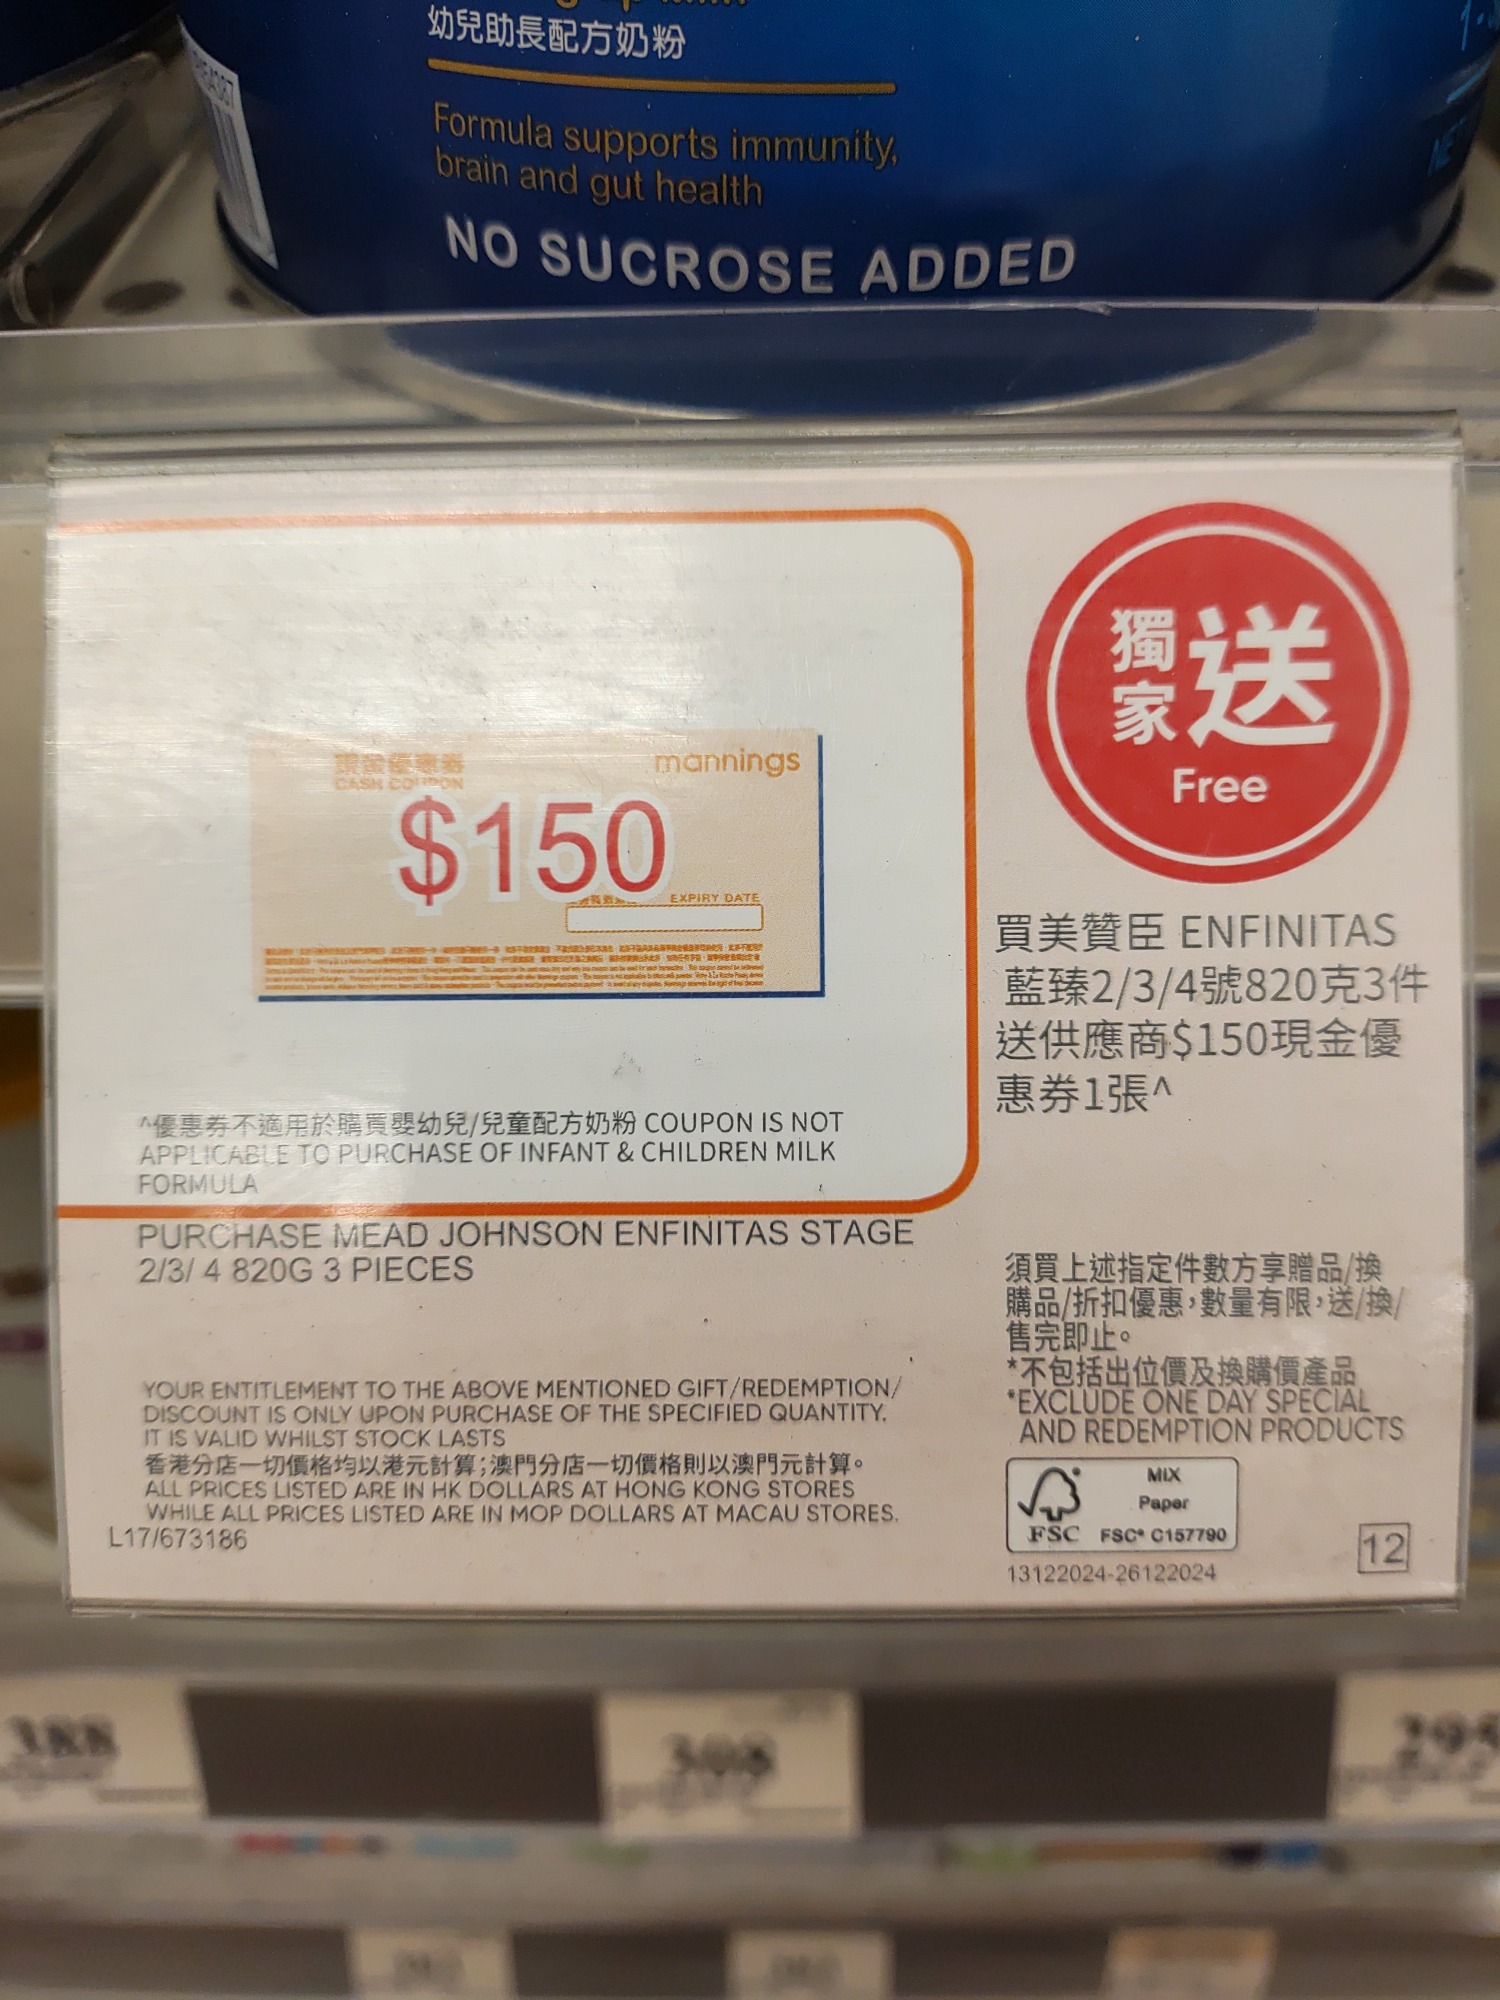 幼兒助長配方奶粉
Formula supports immunity,
brain and gut health
NO SUCROSE ADDED
現金優惠券
CASH COUPON
mannings
$150
EXPIRY DATE
^優惠券不適用於購買嬰幼兒/兒童配方奶粉 COUPON IS NOT
APPLICABLE TO PURCHASE OF INFANT & CHILDREN MILK
FORMULA
PURCHASE MEAD JOHNSON ENFINITAS STAGE
2/3/ 4 820G 3 PIECES
YOUR ENTITLEMENT TO THE ABOVE MENTIONED GIFT/REDEMPTION/
DISCOUNT IS ONLY UPON PURCHASE OF THE SPECIFIED QUANTITY.
IT IS VALID WHILST STOCK LASTS
香港分店一切價格均以港元計算;澳門分店一切價格則以澳門元計算。
ALL PRICES LISTED ARE IN HK DOLLARS AT HONG KONG STORES
WHILE ALL PRICES LISTED ARE IN MOP DOLLARS AT MACAU STORES.
L17/673186
獨家送
Free
買美贊臣 ENFINITAS
藍臻2/3/4號820克3件
送供應商$150現金優
惠券1張^
須買上述指定件數方享贈品/換
購品/折扣優惠,數量有限,送/換/
售完即止。
*不包括出位價及換購價產品
*EXCLUDE ONE DAY SPECIAL
AND REDEMPTION PRODUCTS
MIX
Paper
FSC FSC® C157790
12
13122024-26122024
388
308